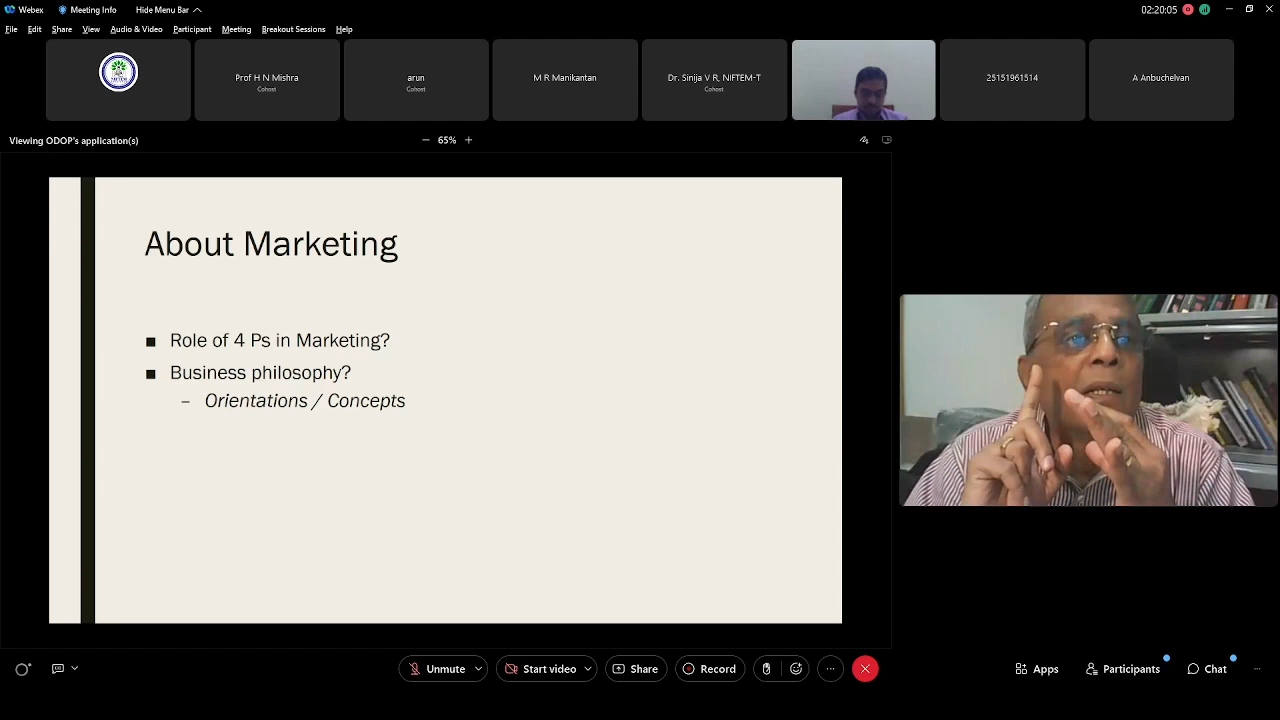 Webex
Meeting Info
Hide Menu Bar
02:20:05
File Edit Share View Audio & Video Participant Meeting Breakout Sessions Help
Prof H N Mishra
Cohost
arun
Cohost
M R Manikantan
Dr. Sinija V R, NIFTEM-T
Cohost
25151961514
A Anbuchelvan
Viewing ODOP's application(s)
65%
About Marketing
Role of 4 Ps in Marketing?
Business philosophy?
– Orientations / Concepts
Unmute
Start video
Share
Record
Apps
Participants
Chat